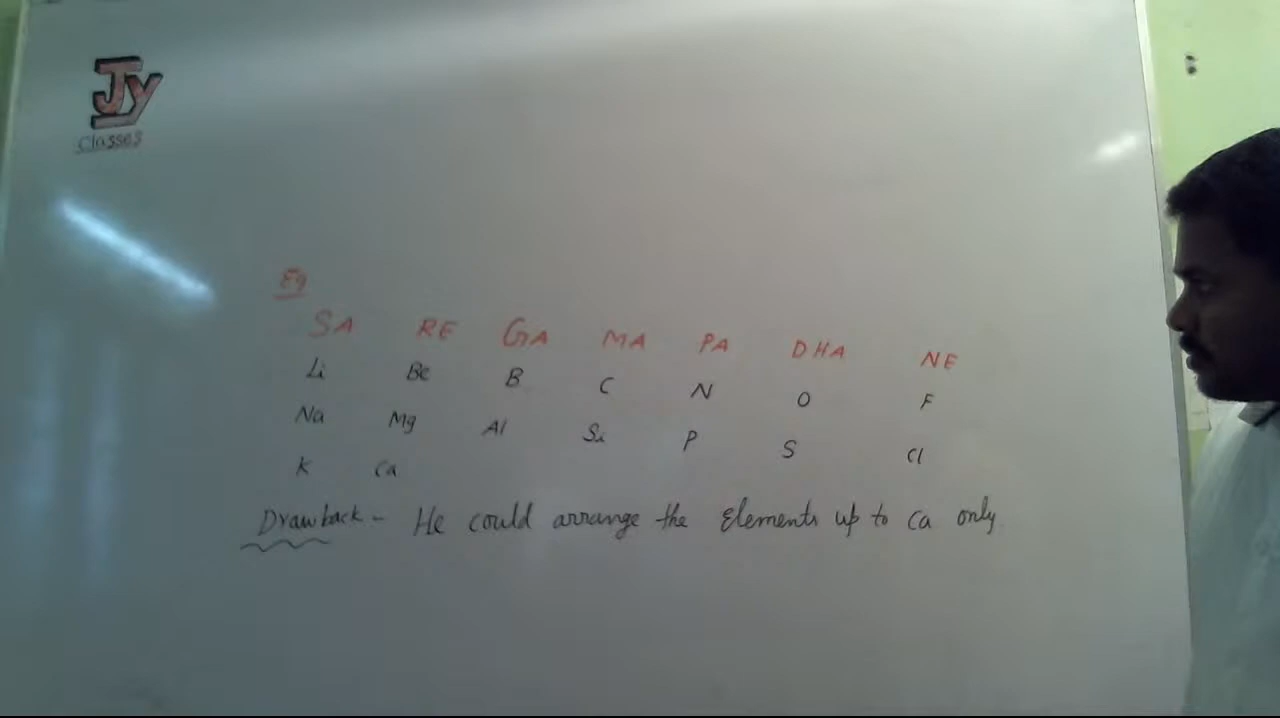 Jy
Classes
Eg
SA RE GA MA PA DHA NE
Li Be B C N O F
Na Mg Al Si P S Cl
K Ca
Drawback - He could arrange the Elements up to Ca only